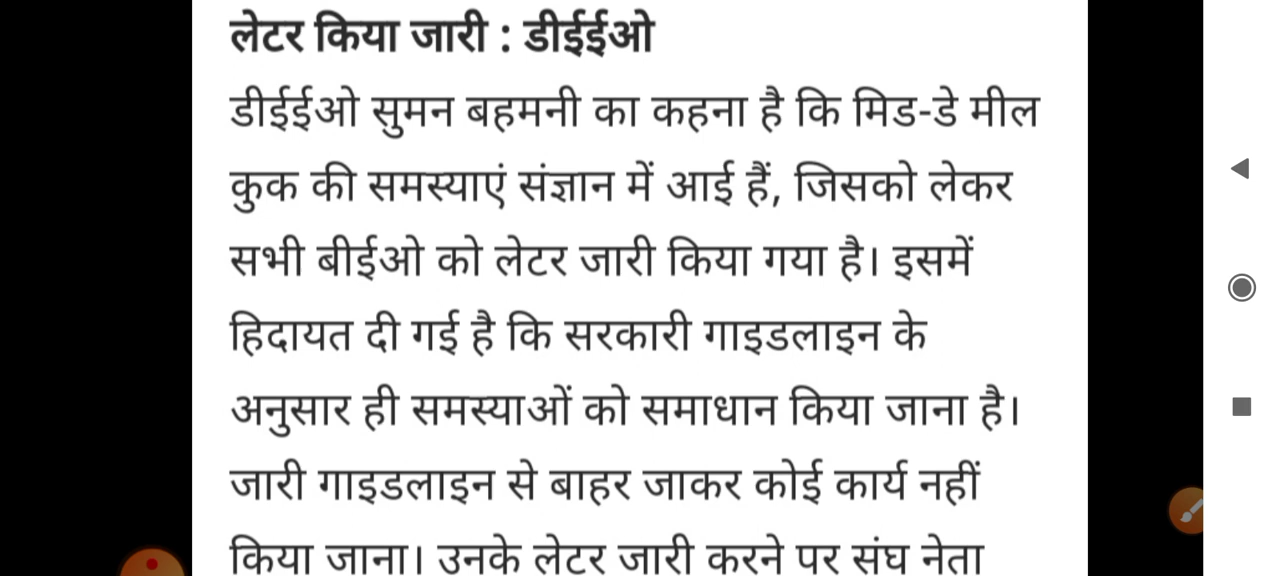 लेटर किया जारी : डीईईओ
डीईईओ सुमन बहमनी का कहना है कि मिड-डे मील
कुक की समस्याएं संज्ञान में आई हैं, जिसको लेकर
सभी बीईओ को लेटर जारी किया गया है। इसमें
हिदायत दी गई है कि सरकारी गाइडलाइन के
अनुसार ही समस्याओं को समाधान किया जाना है।
जारी गाइडलाइन से बाहर जाकर कोई कार्य नहीं
किया जाना। उनके लेटर जारी करने पर संघ नेता